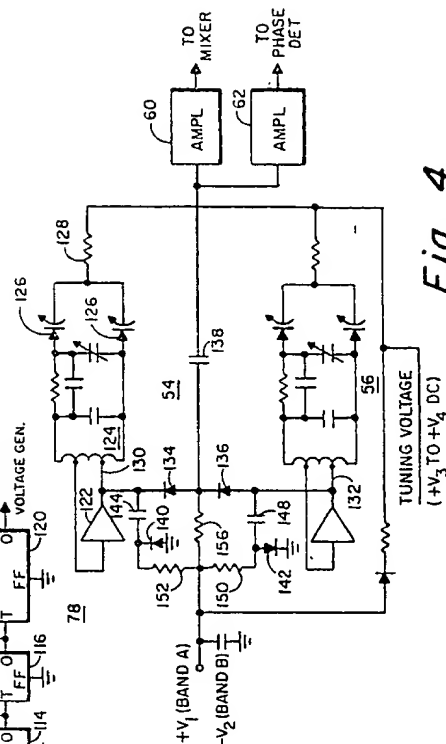 VOLTAGE GEN.
O
T
FF
120
O
T
FF
116
O
114
78
TO
MIXER
TO
PHASE
DET
60
AMPL
62
AMPL
128
126
126
124
130
122
144
140
134
138
54
136
156
152
150
148
142
132
56
+V1 (BAND A)
-V2 (BAND B)
TUNING VOLTAGE
(+V3 TO +V4 DC)
Fig. 4